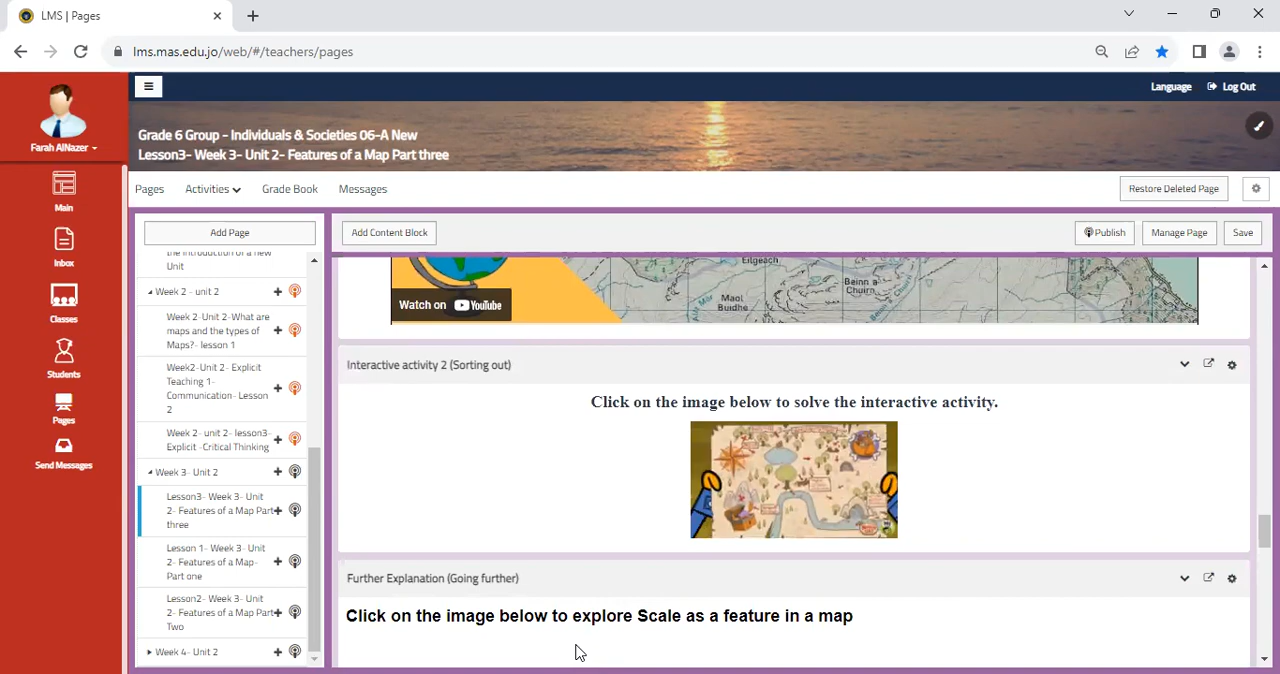 LMS | Pages
lms.mas.edu.jo/web/#/teachers/pages
Language
Log Out
Farah AlNazer
Grade 6 Group - Individuals & Societies 06-A New
Lesson3- Week 3- Unit 2- Features of a Map Part three
Pages
Activities
Grade Book
Messages
Restore Deleted Page
Main
Inbox
Classes
Students
Pages
Send Messages
Add Page
the introduction of a new
Unit
Week 2 - unit 2
Week 2-Unit 2-What are
maps and the types of
Maps?- lesson 1
Week2-Unit 2- Explicit
Teaching 1-
Communication- Lesson
2
Week 2- unit 2- lesson3-
Explicit -Critical Thinking
Week 3- Unit 2
Lesson3- Week 3- Unit
2- Features of a Map Part
three
Lesson 1- Week 3- Unit
2- Features of a Map-
Part one
Lesson2- Week 3- Unit
2- Features of a Map Part
Two
Week 4- Unit 2
Add Content Block
Publish
Manage Page
Save
Eilgeach
Beinn a'
Chuirn
Maol
Buidhe
Watch on YouTube
Interactive activity 2 (Sorting out)
Click on the image below to solve the interactive activity.
Further Explanation (Going further)
Click on the image below to explore Scale as a feature in a map